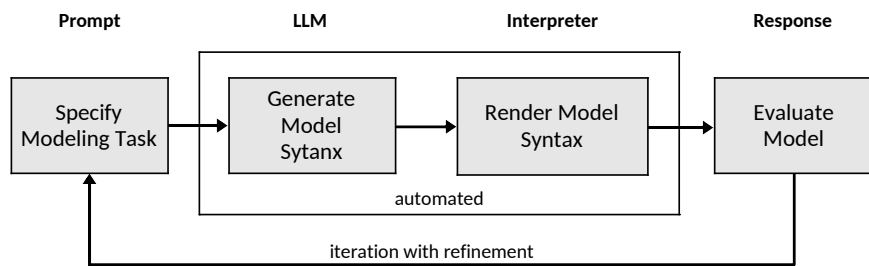 Prompt LLM Interpreter Response
Specify
Modeling Task
Generate
Model
Sytanx
Render Model
Syntax
Evaluate
Model
automated
iteration with refinement